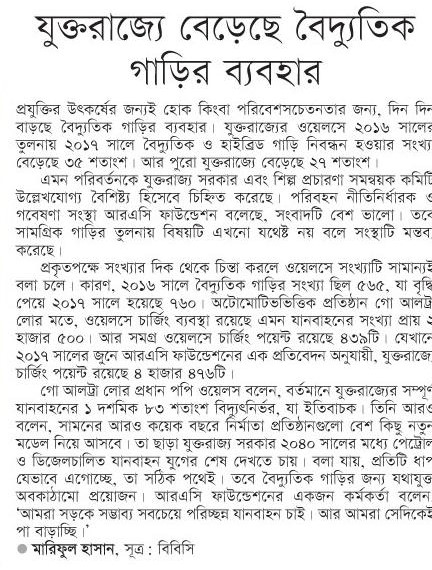 যুক্তরাজ্যে বেড়েছে বৈদ্যুতিক
গাড়ির ব্যবহার
প্রযুক্তির উৎকর্ষের জন্যই হোক কিংবা পরিবেশসচেতনতার জন্য, দিন দিন
বাড়ছে বৈদ্যুতিক গাড়ির ব্যবহার। যুক্তরাজ্যের ওয়েলসে ২০১৬ সালের
তুলনায় ২০১৭ সালে বৈদ্যুতিক ও হাইব্রিড গাড়ি নিবন্ধন হওয়ার সংখ্যা
বেড়েছে ৩৫ শতাংশ। আর পুরো যুক্তরাজ্যে বেড়েছে ২৭ শতাংশ।
এমন পরিবর্তনকে যুক্তরাজ্য সরকার এবং শিল্প প্রচারণা সমন্বয়ক কমিটি
উল্লেখযোগ্য বৈশিষ্ট্য হিসেবে চিহ্নিত করেছে। পরিবহন নীতিনির্ধারক ও
গবেষণা সংস্থা আরএসি ফাউন্ডেশন বলেছে, সংবাদটি বেশ ভালো। তবে
সামগ্রিক গাড়ির তুলনায় বিষয়টি এখনো যথেষ্ট নয় বলে সংস্থাটি মন্তব্য
করেছে।
প্রকৃতপক্ষে সংখ্যার দিক থেকে চিন্তা করলে ওয়েলসে সংখ্যাটি সামান্যই
বলা চলে। কারণ, ২০১৬ সালে বৈদ্যুতিক গাড়ির সংখ্যা ছিল ৫৬৫, যা বৃদ্ধি
পেয়ে ২০১৭ সালে হয়েছে ৭৬০। অটোমোটিভভিত্তিক প্রতিষ্ঠান গো আলট্রা
লোর মতে, ওয়েলসে চার্জিং ব্যবস্থা রয়েছে এমন যানবাহনের সংখ্যা প্রায় ২
হাজার ৫০০। আর সমগ্র ওয়েলসে চার্জিং পয়েন্ট রয়েছে ৪৩৯টি। যেখানে
২০১৭ সালের জুনে আরএসি ফাউন্ডেশনের এক প্রতিবেদন অনুযায়ী, যুক্তরাজ্যে
চার্জিং পয়েন্ট রয়েছে ৪ হাজার ৪৭৬টি।
গো আলট্রা লোর প্রধান পপি ওয়েলস বলেন, বর্তমানে যুক্তরাজ্যের সম্পূর্ণ
যানবাহনের ১ দশমিক ৮৩ শতাংশ বিদ্যুৎনির্ভর, যা ইতিবাচক। তিনি আরও
বলেন, সামনের আরও কয়েক বছরে নির্মাতা প্রতিষ্ঠানগুলো বেশ কিছু নতুন
মডেল নিয়ে আসবে। তা ছাড়া যুক্তরাজ্য সরকার ২০৪০ সালের মধ্যে পেট্রোল
ও ডিজেলচালিত যানবাহন যুগের শেষ দেখতে চায়। বলা যায়, প্রতিটি ধাপ
যেভাবে এগোচ্ছে, তা সঠিক পথেই। তবে বৈদ্যুতিক গাড়ির জন্য যথাযুক্ত
অবকাঠামো প্রয়োজন। আরএসি ফাউন্ডেশনের একজন কর্মকর্তা বলেন,
‘আমরা সড়কে সম্ভাব্য সবচেয়ে পরিচ্ছন্ন যানবাহন চাই। আর আমরা সেদিকেই
পা বাড়াচ্ছি।’
● মারিফুল হাসান, সূত্র : বিবিসি